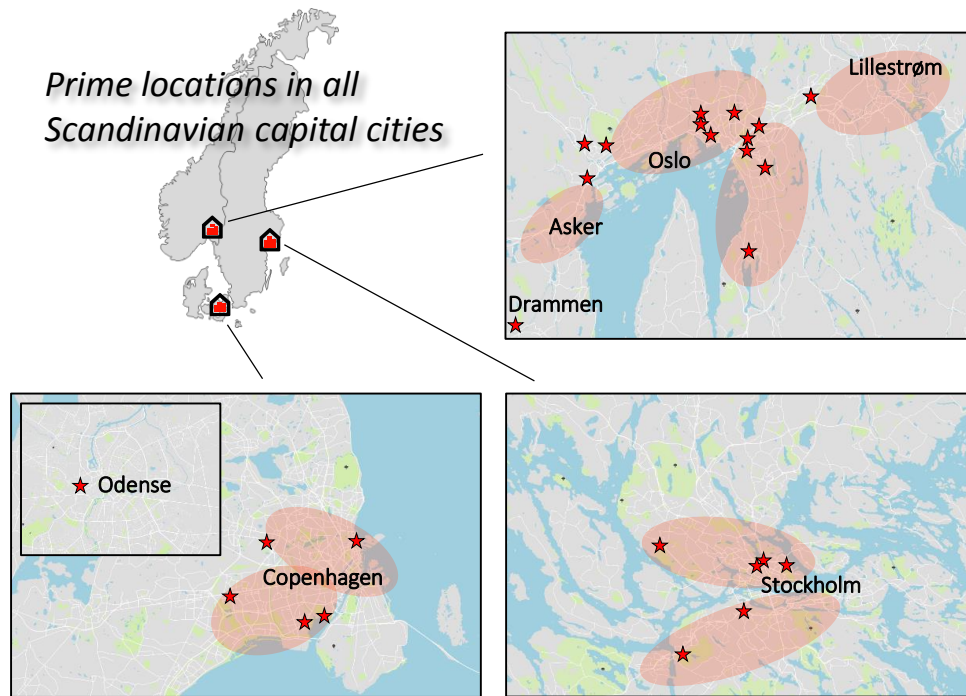 Prime locations in all
Scandinavian capital cities
Lillestrøm
Oslo
Asker
Drammen
Odense
Copenhagen
Stockholm